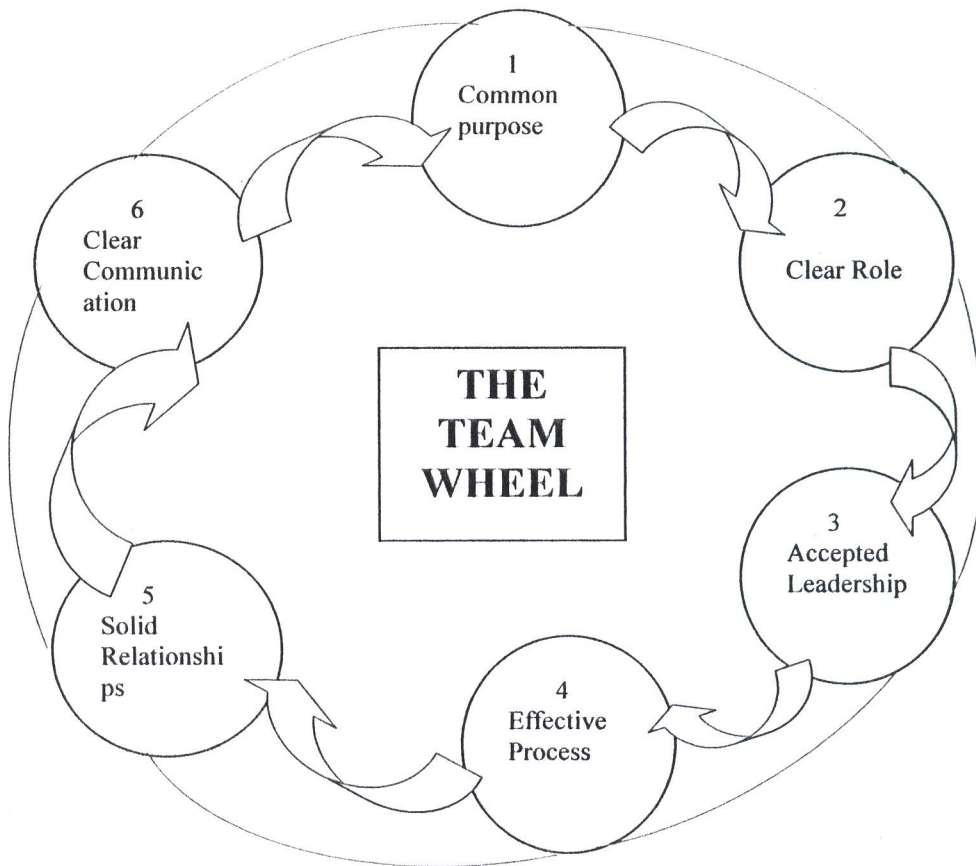 1
Common
purpose
2
Clear Role
3
Accepted
Leadership
4
Effective
Process
5
Solid
Relationshi
ps
6
Clear
Communic
ation
THE
TEAM
WHEEL